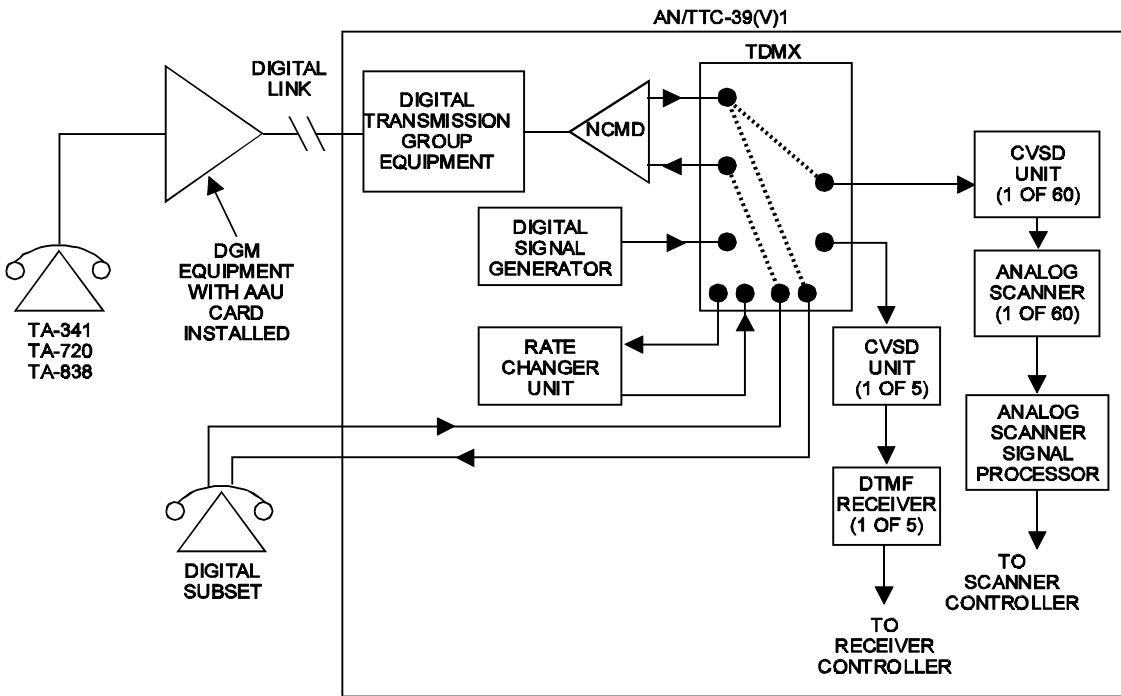 AN/TTC-39(V)1
TDMX
DIGITAL
LINK
DIGITAL
TRANSMISSION
GROUP
EQUIPMENT
NCMD
CVSD
UNIT
(1 OF 60)
DGM
EQUIPMENT
WITH AAU
CARD
INSTALLED
DIGITAL
SIGNAL
GENERATOR
ANALOG
SCANNER
(1 OF 60)
TA-341
TA-720
TA-838
RATE
CHANGER
UNIT
CVSD
UNIT
(1 OF 5)
ANALOG
SCANNER
SIGNAL
PROCESSOR
DTMF
RECEIVER
(1 OF 5)
DIGITAL
SUBSET
TO
SCANNER
CONTROLLER
TO
RECEIVER
CONTROLLER